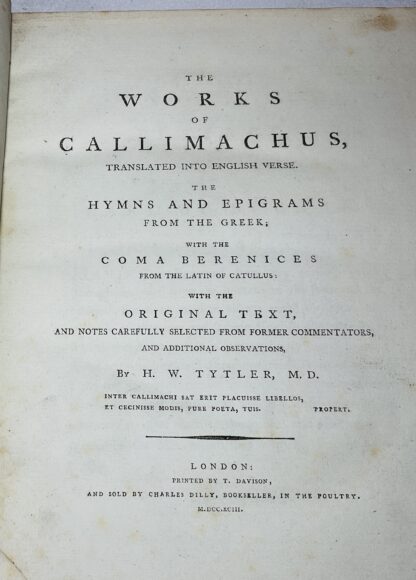 THE
WORKS
OF
CALLIMACHUS,
TRANSLATED INTO ENGLISH VERSE.
THE
HYMNS AND EPIGRAMS
FROM THE GREEK;
WITH THE
COMA BERENICES
FROM THE LATIN OF CATULLUS:
WITH THE
ORIGINAL TEXT,
AND NOTES CAREFULLY SELECTED FROM FORMER COMMENTATORS,
AND ADDITIONAL OBSERVATIONS,
By H. W. TYTLER, M.D.
INTER CALLIMACHI SAT ERIT PLACUISSE LIBELLOS,
ET CECINISSE MODIS, PURE POETA, TUIS. PROPERT.
LONDON:
PRINTED BY T. DAVISON,
AND SOLD BY CHARLES DILLY, BOOKSELLER, IN THE POULTRY.
M.DCC.XCIII.